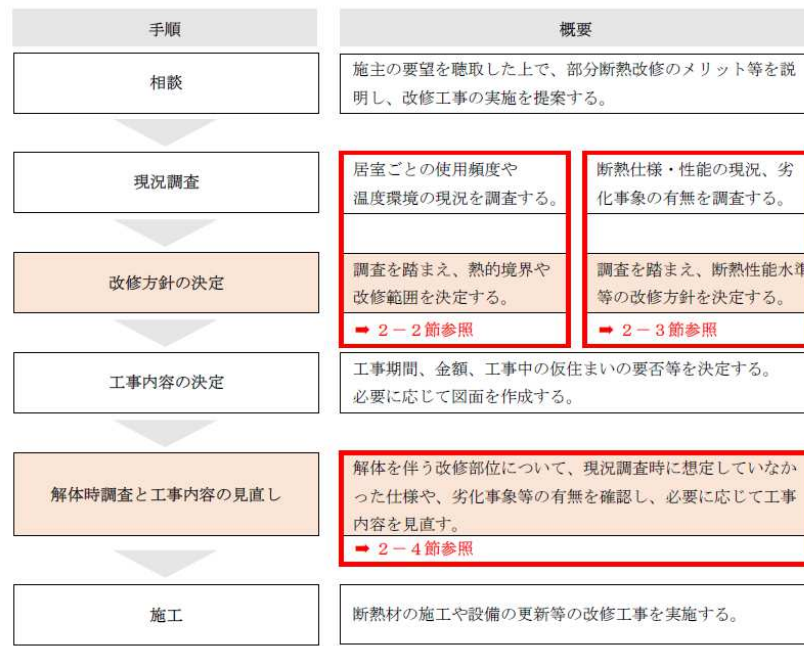 手順
概要
相談
施主の要望を聴取した上で、部分断熱改修のメリット等を説
明し、改修工事の実施を提案する。
現況調査
居室ごとの使用頻度や
温度環境の現況を調査する。
断熱仕様・性能の現況、劣
化事象の有無を調査する。
改修方針の決定
調査を踏まえ、熱的境界や
改修範囲を決定する。
➡ 2－2節参照
調査を踏まえ、断熱性能水準
等の改修方針を決定する。
➡ 2－3節参照
工事内容の決定
工事期間、金額、工事中の仮住まいの要否等を決定する。
必要に応じて図面を作成する。
解体時調査と工事内容の見直し
解体を伴う改修部位について、現況調査時に想定していなか
った仕様や、劣化事象等の有無を確認し、必要に応じて工事
内容を見直す。
➡ 2－4節参照
施工
断熱材の施工や設備の更新等の改修工事を実施する。